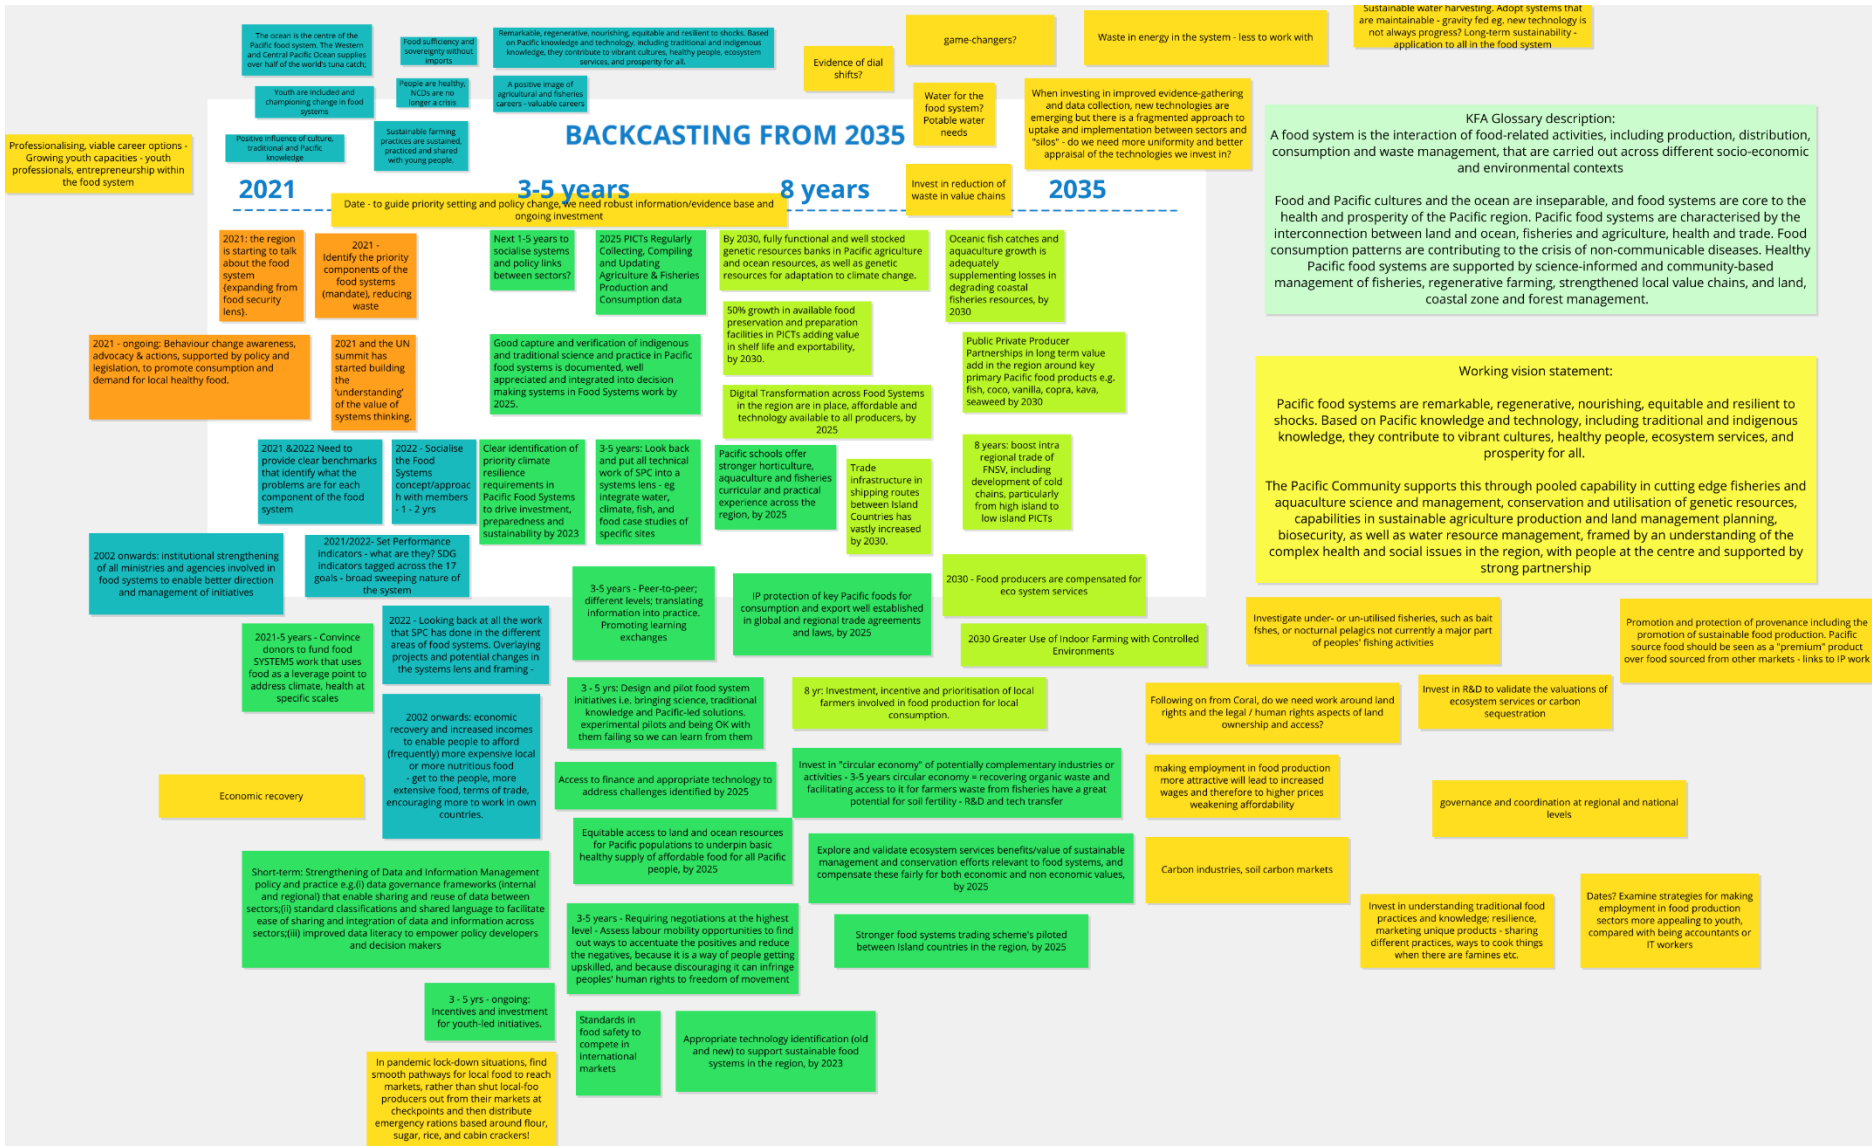 The ocean is the centre of the
Pacific food system. The Western
and Central Pacific Ocean supplies
over half of the world's tuna catch;
Food sufficiency and
sovereignty without
imports
Remarkable, regenerative, nourishing, equitable and resilient to shocks. Based
on Pacific knowledge and technology, including traditional and indigenous
knowledge, they contribute to vibrant cultures, healthy people, ecosystem
services, and prosperity for all.
Youth are included and
championing change in food
systems
People are healthy,
NCDs are no
longer a crisis
A positive image of
agricultural and fisheries
careers - valuable careers
Positive influence of culture,
traditional and Pacific
knowledge
Sustainable farming
practices are sustained,
practiced and shared
with young people.
Evidence of dial
shifts?
game-changers?
Waste in energy in the system - less to work with
Sustainable water harvesting. Adopt systems that
are maintainable - gravity fed eg. new technology is
not always progress? Long-term sustainability -
application to all in the food system
Water for the
food system?
Potable water
needs
When investing in improved evidence-gathering
and data collection, new technologies are
emerging but there is a fragmented approach to
uptake and implementation between sectors and
"silos" - do we need more uniformity and better
appraisal of the technologies we invest in?
Professionalising, viable career options -
Growing youth capacities - youth
professionals, entrepreneurship within
the food system
BACKCASTING FROM 2035
2021
3-5 years
8 years
2035
Invest in reduction of
waste in value chains
Date - to guide priority setting and policy change, we need robust information/evidence base and
ongoing investment
KFA Glossary description:
A food system is the interaction of food-related activities, including production, distribution,
consumption and waste management, that are carried out across different socio-economic
and environmental contexts
Food and Pacific cultures and the ocean are inseparable, and food systems are core to the
health and prosperity of the Pacific region. Pacific food systems are characterised by the
interconnection between land and ocean, fisheries and agriculture, health and trade. Food
consumption patterns are contributing to the crisis of non-communicable diseases. Healthy
Pacific food systems are supported by science-informed and community-based
management of fisheries, regenerative farming, strengthened local value chains, and land,
coastal zone and forest management.
2021: the region
is starting to talk
about the food
system
{expanding from
food security
lens}.
2021 -
Identify the priority
components of the
food systems
(mandate), reducing
waste
Next 1-5 years to
socialise systems
and policy links
between sectors?
2025 PICTs Regularly
Collecting, Compiling
and Updating
Agriculture & Fisheries
Production and
Consumption data
By 2030, fully functional and well stocked
genetic resources banks in Pacific agriculture
and ocean resources, as well as genetic
resources for adaptation to climate change.
Oceanic fish catches and
aquaculture growth is
adequately
supplementing losses in
degrading coastal
fisheries resources, by
2030
50% growth in available food
preservation and preparation
facilities in PICTs adding value
in shelf life and exportability,
by 2030.
2021 - ongoing: Behaviour change awareness,
advocacy & actions, supported by policy and
legislation, to promote consumption and
demand for local healthy food.
2021 and the UN
summit has
started building
the
'understanding'
of the value of
systems thinking.
Good capture and verification of indigenous
and traditional science and practice in Pacific
food systems is documented, well
appreciated and integrated into decision
making systems in Food Systems work by
2025.
Public Private Producer
Partnerships in long term value
add in the region around key
primary Pacific food products e.g.
fish, coco, vanilla, copra, kava,
seaweed by 2030
Digital Transformation across Food Systems
in the region are in place, affordable and
technology available to all producers, by
2025
Working vision statement:
Pacific food systems are remarkable, regenerative, nourishing, equitable and resilient to
shocks. Based on Pacific knowledge and technology, including traditional and indigenous
knowledge, they contribute to vibrant cultures, healthy people, ecosystem services, and
prosperity for all.
The Pacific Community supports this through pooled capability in cutting edge fisheries and
aquaculture science and management, conservation and utilisation of genetic resources,
capabilities in sustainable agriculture production and land management planning,
biosecurity, as well as water resource management, framed by an understanding of the
complex health and social issues in the region, with people at the centre and supported by
strong partnership
2021 &2022 Need to
provide clear benchmarks
that identify what the
problems are for each
component of the food
system
2022 - Socialise
the Food
Systems
concept/approac
h with members
- 1 - 2 yrs
Clear identification of
priority climate
resilience
requirements in
Pacific Food Systems
to drive investment,
preparedness and
sustainability by 2023
3-5 years: Look back
and put all technical
work of SPC into a
systems lens - eg
integrate water,
climate, fish, and
food case studies of
specific sites
Pacific schools offer
stronger horticulture,
aquaculture and fisheries
curricular and practical
experience across the
region, by 2025
Trade
infrastructure in
shipping routes
between Island
Countries has
vastly increased
by 2030.
8 years: boost intra
regional trade of
FNSV, including
development of cold
chains, particularly
from high island to
low island PICTs
2002 onwards: institutional strengthening
of all ministries and agencies involved in
food systems to enable better direction
and management of initiatives
2021/2022- Set Performance
indicators - what are they? SDG
indicators tagged across the 17
goals - broad sweeping nature of
the system
3-5 years - Peer-to-peer;
different levels; translating
information into practice.
Promoting learning
exchanges
IP protection of key Pacific foods for
consumption and export well established
in global and regional trade agreements
and laws, by 2025
2030 - Food producers are compensated for
eco system services
2030 Greater Use of Indoor Farming with Controlled
Environments
Investigate under- or un-utilised fisheries, such as bait
fshes, or nocturnal pelagics not currently a major part
of peoples' fishing activities
Promotion and protection of provenance including the
promotion of sustainable food production. Pacific
source food should be seen as a "premium" product
over food sourced from other markets - links to IP work
2021-5 years - Convince
donors to fund food
SYSTEMS work that uses
food as a leverage point to
address climate, health at
specific scales
2022 - Looking back at all the work
that SPC has done in the different
areas of food systems. Overlaying
projects and potential changes in
the systems lens and framing -
3 - 5 yrs: Design and pilot food system
initiatives i.e. bringing science, traditional
knowledge and Pacific-led solutions.
experimental pilots and being OK with
them failing so we can learn from them
8 yr: Investment, incentive and prioritisation of local
farmers involved in food production for local
consumption.
Following on from Coral, do we need work around land
rights and the legal / human rights aspects of land
ownership and access?
Invest in R&D to validate the valuations of
ecosystem services or carbon
sequestration
2002 onwards: economic
recovery and increased incomes
to enable people to afford
(frequently) more expensive local
or more nutritious food
- get to the people, more
extensive food, terms of trade,
encouraging more to work in own
countries.
Economic recovery
Access to finance and appropriate technology to
address challenges identified by 2025
Invest in "circular economy" of potentially complementary industries or
activities - 3-5 years circular economy = recovering organic waste and
facilitating access to it for farmers waste from fisheries have a great
potential for soil fertility - R&D and tech transfer
making employment in food production
more attractive will lead to increased
wages and therefore to higher prices
weakening affordability
governance and coordination at regional and national
levels
Equitable access to land and ocean resources
for Pacific populations to underpin basic
healthy supply of affordable food for all Pacific
people, by 2025
Explore and validate ecosystem services benefits/value of sustainable
management and conservation efforts relevant to food systems, and
compensate these fairly for both economic and non economic values,
by 2025
Carbon industries, soil carbon markets
Short-term: Strengthening of Data and Information Management
policy and practice e.g.(i) data governance frameworks (internal
and regional) that enable sharing and reuse of data between
sectors;(ii) standard classifications and shared language to facilitate
ease of sharing and integration of data and information across
sectors;(iii) improved data literacy to empower policy developers
and decision makers
3-5 years - Requiring negotiations at the highest
level - Assess labour mobility opportunities to find
out ways to accentuate the positives and reduce
the negatives, because it is a way of people getting
upskilled, and because discouraging it can infringe
peoples' human rights to freedom of movement
Stronger food systems trading scheme's piloted
between Island countries in the region, by 2025
Invest in understanding traditional food
practices and knowledge; resilience,
marketing unique products - sharing
different practices, ways to cook things
when there are famines etc.
Dates? Examine strategies for making
employment in food production
sectors more appealing to youth,
compared with being accountants or
IT workers
3 - 5 yrs - ongoing:
Incentives and investment
for youth-led initiatives.
Standards in
food safety to
compete in
international
markets
Appropriate technology identification (old
and new) to support sustainable food
systems in the region, by 2023
In pandemic lock-down situations, find
smooth pathways for local food to reach
markets, rather than shut local-foo
producers out from their markets at
checkpoints and then distribute
emergency rations based around flour,
sugar, rice, and cabin crackers!